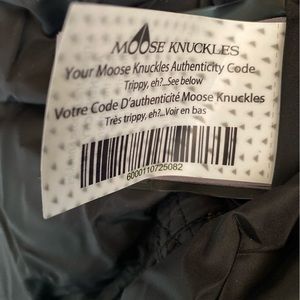 MOOSE KNUCKLES
Your Moose Knuckles Authenticity Code
Trippy, eh?...See below
Votre Code D'authenticité Moose Knuckles
Très trippy, eh?...Voir en bas
6000110725082